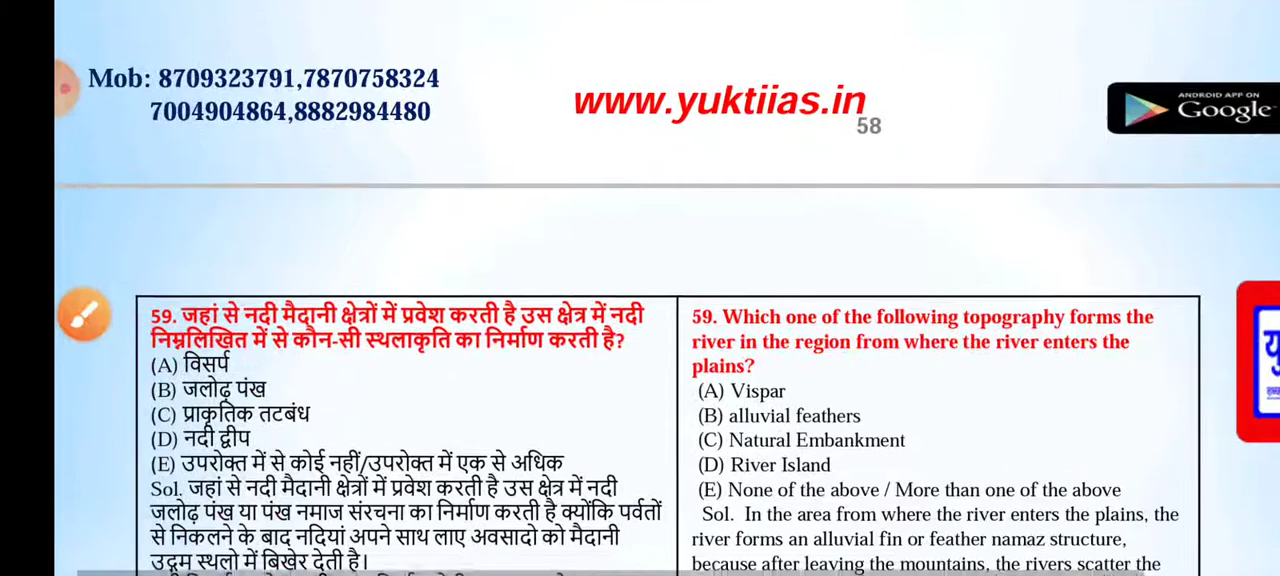 Mob: 8709323791,7870758324
7004904864,8882984480
www.yuktiias.in
58
ANDROID APP ON
Google
59. जहां से नदी मैदानी क्षेत्रों में प्रवेश करती है उस क्षेत्र में नदी
निम्नलिखित में से कौन-सी स्थलाकृति का निर्माण करती है?
(A) विसर्प
(B) जलोढ़ पंख
(C) प्राकृतिक तटबंध
(D) नदी द्वीप
(E) उपरोक्त में से कोई नहीं/उपरोक्त में एक से अधिक
Sol. जहां से नदी मैदानी क्षेत्रों में प्रवेश करती है उस क्षेत्र में नदी
जलोढ़ पंख या पंख नमाज संरचना का निर्माण करती है क्योंकि पर्वतों
से निकलने के बाद नदियां अपने साथ लाए अवसादो को मैदानी
उद्गम स्थलो में बिखेर देती है।
59. Which one of the following topography forms the
river in the region from where the river enters the
plains?
(A) Vispar
(B) alluvial feathers
(C) Natural Embankment
(D) River Island
(E) None of the above / More than one of the above
Sol. In the area from where the river enters the plains, the
river forms an alluvial fin or feather namaz structure,
because after leaving the mountains, the rivers scatter the